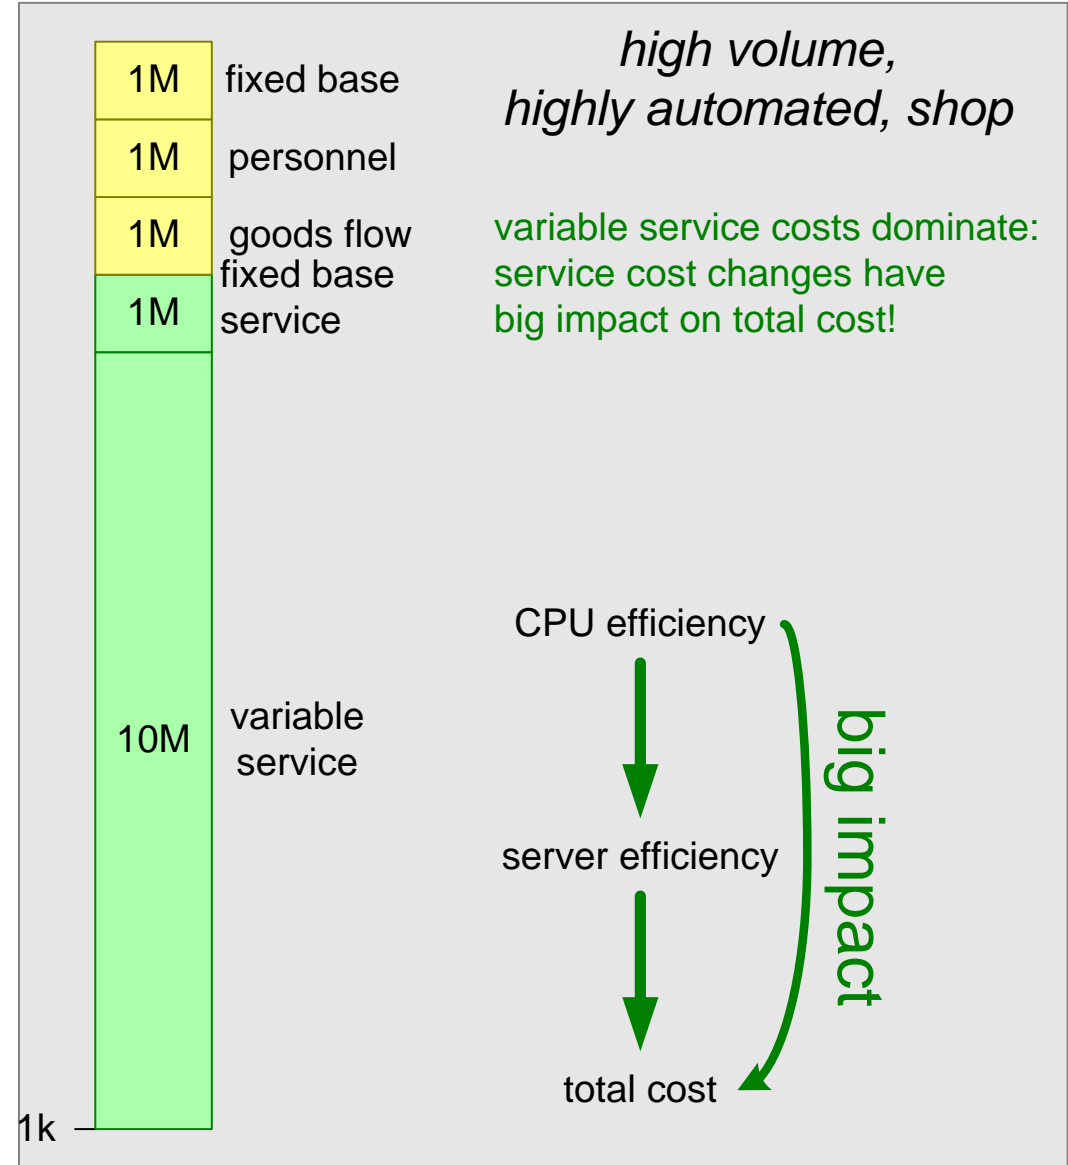 high volume,
highly automated, shop
1M fixed base
1M personnel
1M goods flow
fixed base
1M service
variable service costs dominate:
service cost changes have
big impact on total cost!
10M variable
service
CPU efficiency
server efficiency
total cost
big impact
1k